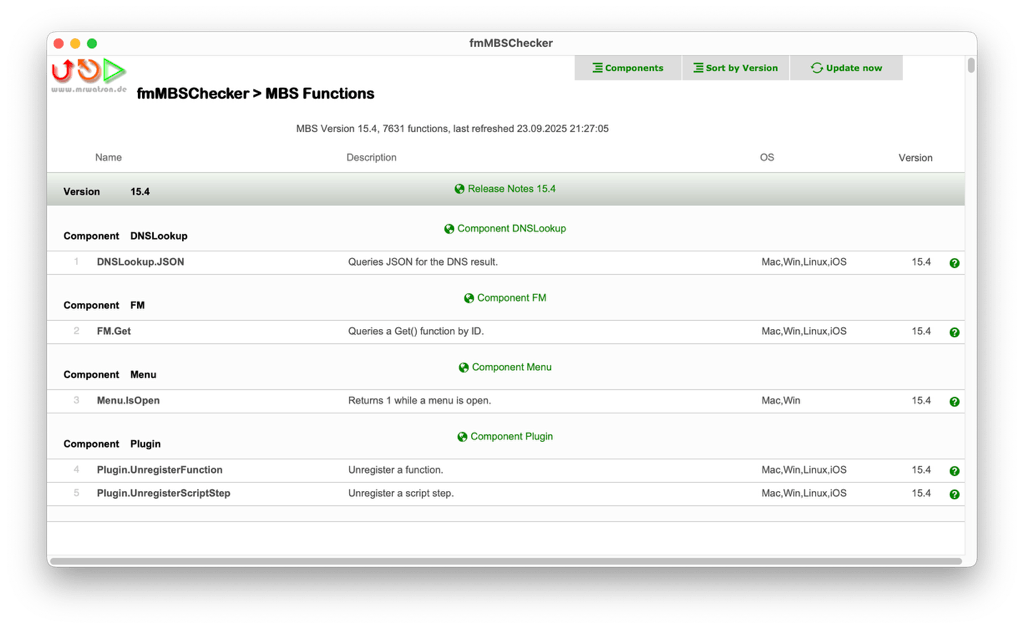 fmMBSChecker
www.mrwatson.de
Components Sort by Version Update now
fmMBSChecker > MBS Functions
MBS Version 15.4, 7631 functions, last refreshed 23.09.2025 21:27:05
Name Description OS Version
Version 15.4 Release Notes 15.4
Component DNSLookup Component DNSLookup
1 DNSLookup.JSON Queries JSON for the DNS result. Mac,Win,Linux,iOS 15.4 ?
Component FM Component FM
2 FM.Get Queries a Get() function by ID. Mac,Win,Linux,iOS 15.4 ?
Component Menu Component Menu
3 Menu.IsOpen Returns 1 while a menu is open. Mac,Win 15.4 ?
Component Plugin Component Plugin
4 Plugin.UnregisterFunction Unregister a function. Mac,Win,Linux,iOS 15.4 ?
5 Plugin.UnregisterScriptStep Unregister a script step. Mac,Win,Linux,iOS 15.4 ?